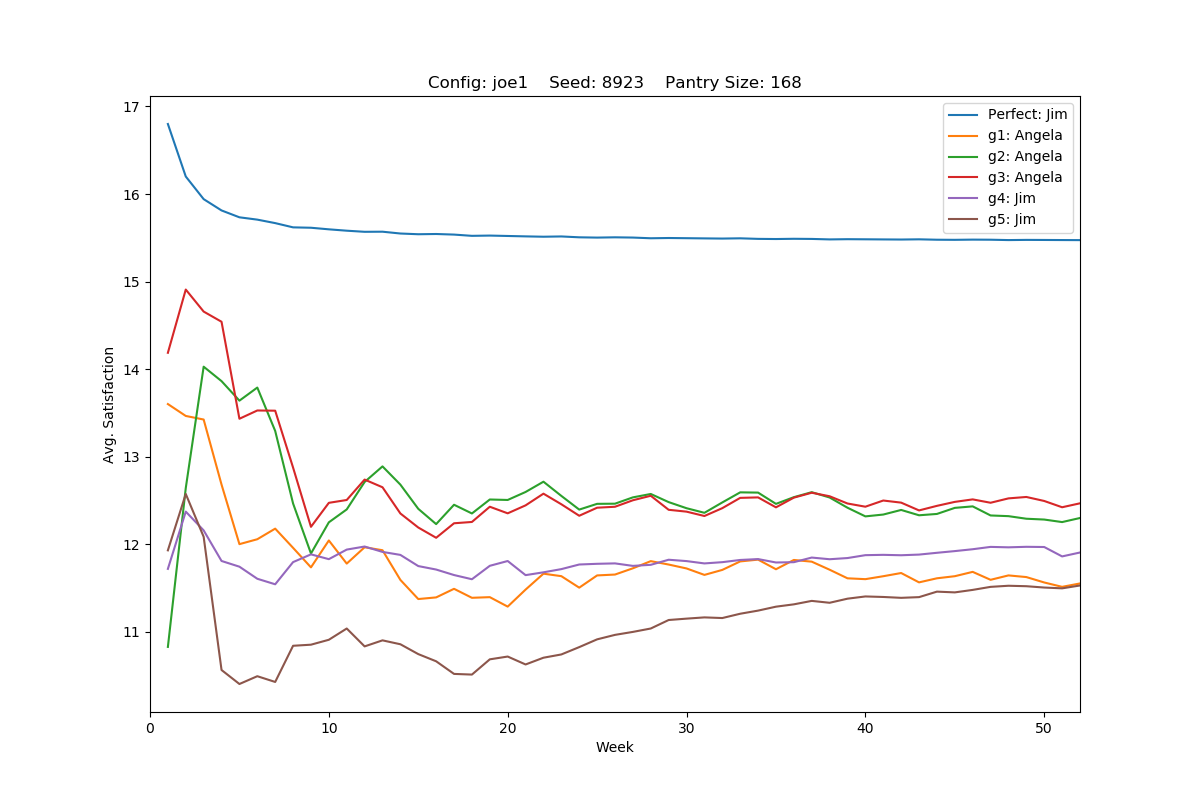 Config: joe1    Seed: 8923    Pantry Size: 168
17
16
15
14
13
12
11
Avg. Satisfaction
Perfect: Jim
g1: Angela
g2: Angela
g3: Angela
g4: Jim
g5: Jim
0 10 20 30 40 50
Week